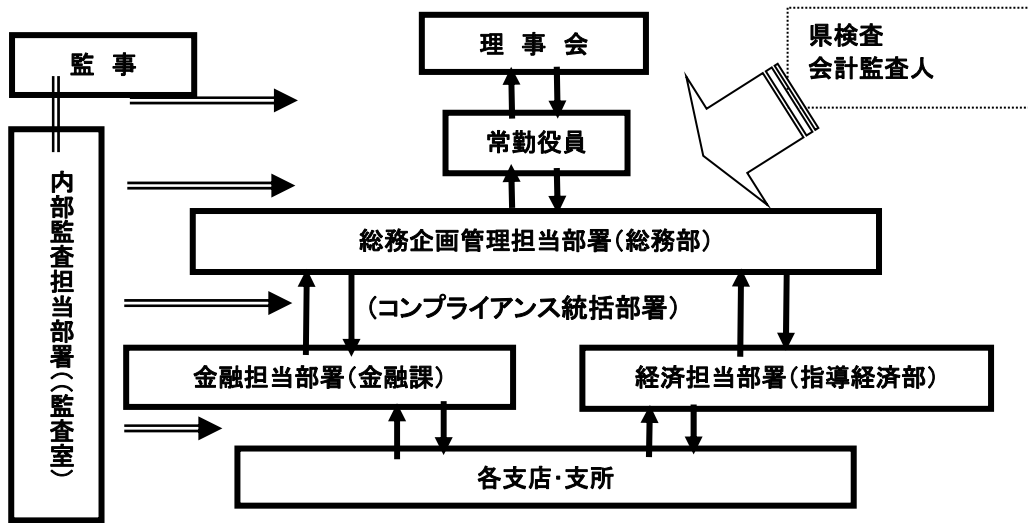 理 事 会
県検査
会計監査人
監 事
常勤役員
内部監査担当部署((監査室)
総務企画管理担当部署(総務部)
(コンプライアンス統括部署)
金融担当部署(金融課)
経済担当部署(指導経済部)
各支店・支所